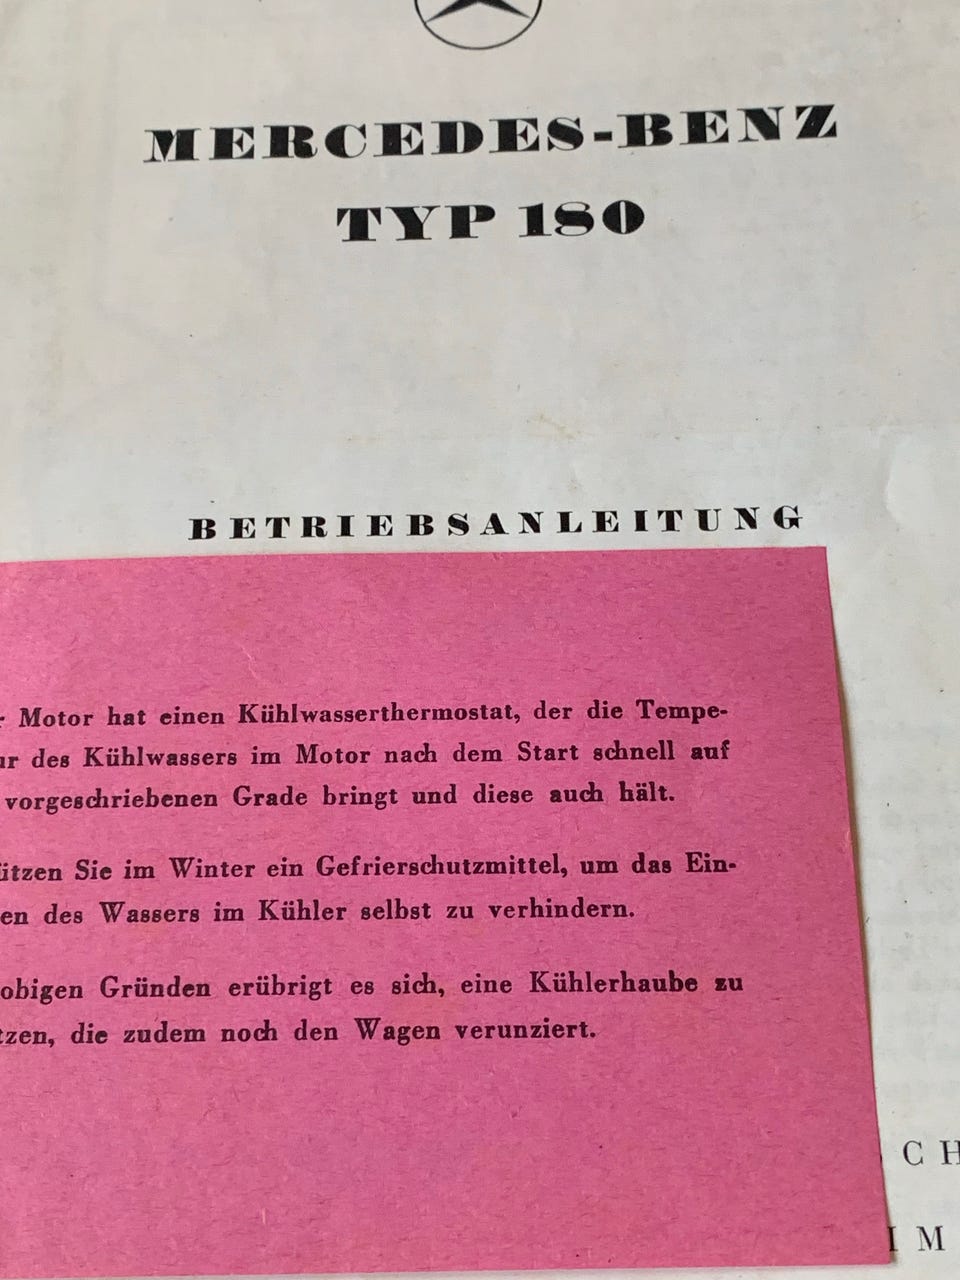 MERCEDES-BENZ
TYP 180
BETRIEBSANLEITUNG
Motor hat einen Kühlwasserthermostat, der die Tempe-
des Kühlwassers im Motor nach dem Start schnell auf
vorgeschriebenen Grade bringt und diese auch hält.
ützen Sie im Winter ein Gefrierschutzmittel, um das Ein-
en des Wassers im Kühler selbst zu verhindern.
obigen Gründen erübrigt es sich, eine Kühlerhaube zu
tzen, die zudem noch den Wagen verunziert.
CH
IM